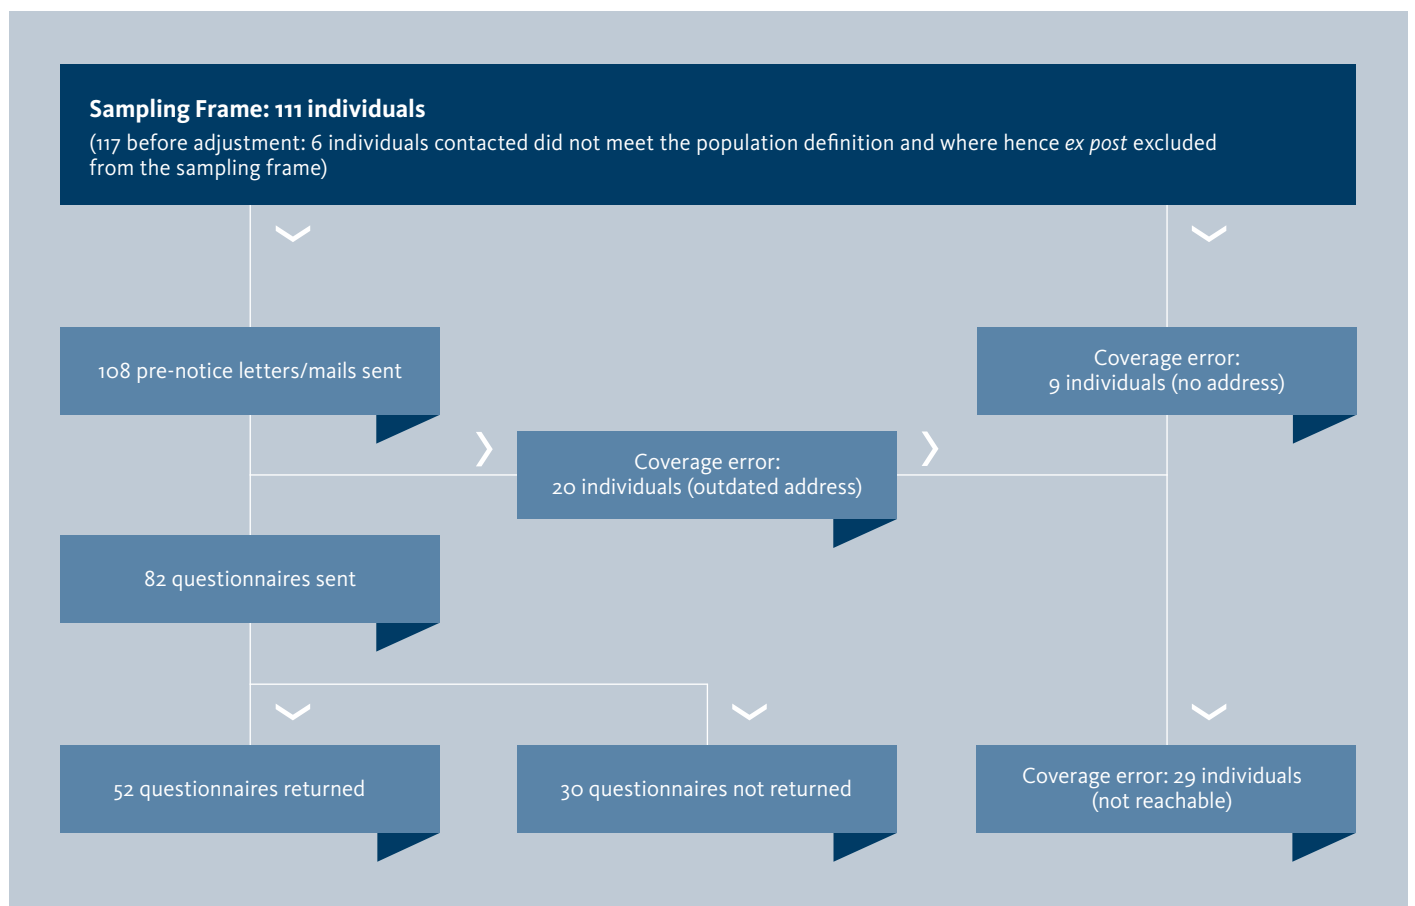 Sampling Frame: 111 individuals
(117 before adjustment: 6 individuals contacted did not meet the population definition and where hence ex post excluded
from the sampling frame)
108 pre-notice letters/mails sent
Coverage error:
9 individuals (no address)
Coverage error:
20 individuals (outdated address)
82 questionnaires sent
52 questionnaires returned
30 questionnaires not returned
Coverage error: 29 individuals
(not reachable)